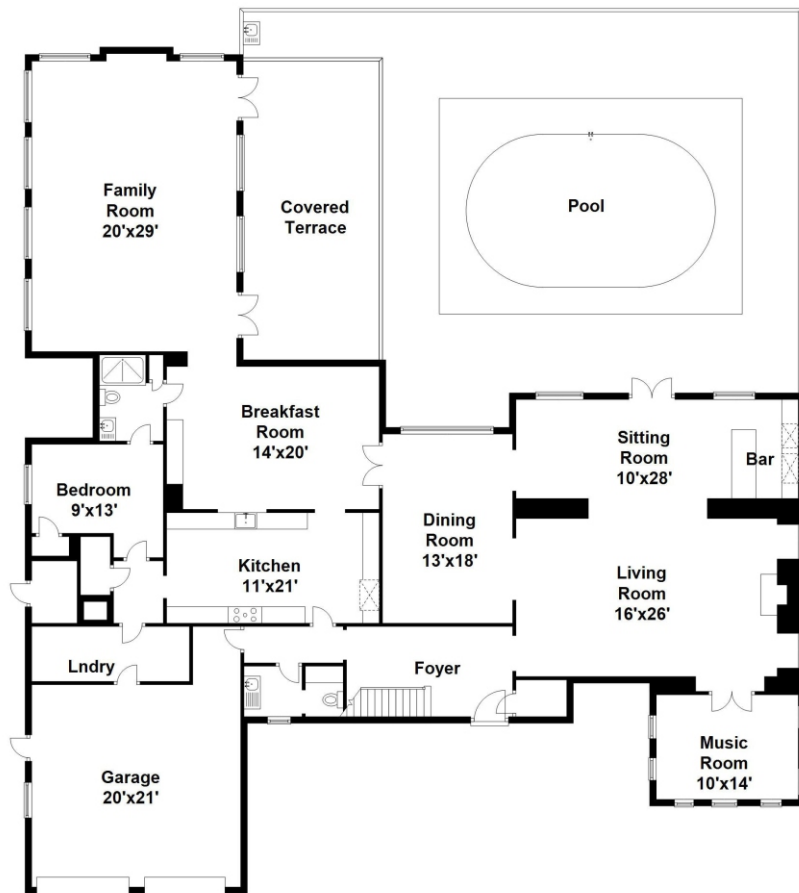 Family
Room
20'x29'
Covered
Terrace
Pool
Breakfast
Room
14'x20'
Sitting
Room
10'x28'
Bar
Bedroom
9'x13'
Dining
Room
13'x18'
Kitchen
11'x21'
Living
Room
16'x26'
Lndry
Foyer
Garage
20'x21'
Music
Room
10'x14'